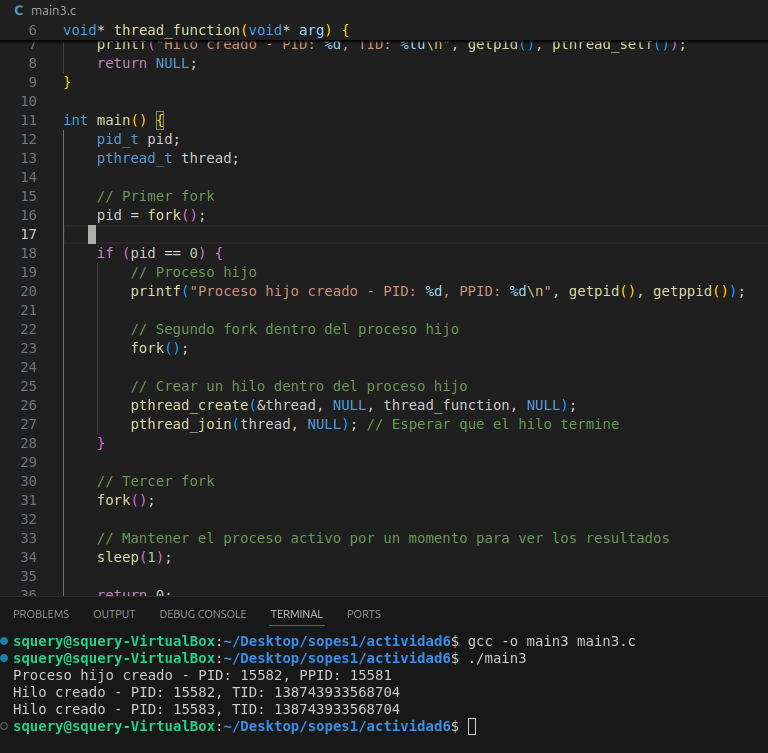 C main3.c
6 void* thread_function(void* arg) {
7 printf("Hilo creado - PID: %d, TID: %lu\n", getpid(), pthread_self());
8 return NULL;
9 }
10
11 int main() {
12 pid_t pid;
13 pthread_t thread;
14
15 // Primer fork
16 pid = fork();
17
18 if (pid == 0) {
19 // Proceso hijo
20 printf("Proceso hijo creado - PID: %d, PPID: %d\n", getpid(), getppid());
21
22 // Segundo fork dentro del proceso hijo
23 fork();
24
25 // Crear un hilo dentro del proceso hijo
26 pthread_create(&thread, NULL, thread_function, NULL);
27 pthread_join(thread, NULL); // Esperar que el hilo termine
28 }
29
30 // Tercer fork
31 fork();
32
33 // Mantener el proceso activo por un momento para ver los resultados
34 sleep(1);
35
36 return 0;
PROBLEMS OUTPUT DEBUG CONSOLE TERMINAL PORTS
squery@squery-VirtualBox:~/Desktop/sopes1/actividad6$ gcc -o main3 main3.c
squery@squery-VirtualBox:~/Desktop/sopes1/actividad6$ ./main3
Proceso hijo creado - PID: 15582, PPID: 15581
Hilo creado - PID: 15582, TID: 138743933568704
Hilo creado - PID: 15583, TID: 138743933568704
squery@squery-VirtualBox:~/Desktop/sopes1/actividad6$